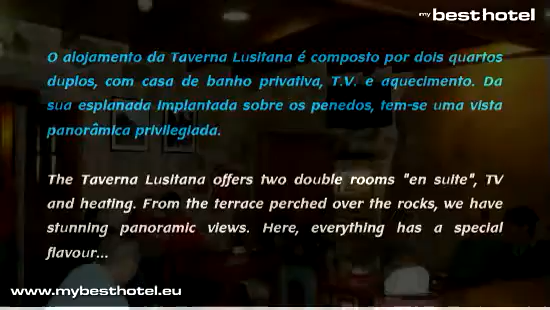 my besthotel
O alojamento da Taverna Lusitana é composto por dois quartos
duplos, com casa de banho privativa, T.V. e aquecimento. Da
sua esplanada implantada sobre os penedos, tem-se uma vista
panorâmica privilegiada.
The Taverna Lusitana offers two double rooms "en suite", TV
and heating. From the terrace perched over the rocks, we have
stunning panoramic views. Here, everything has a special
flavour...
www.mybesthotel.eu